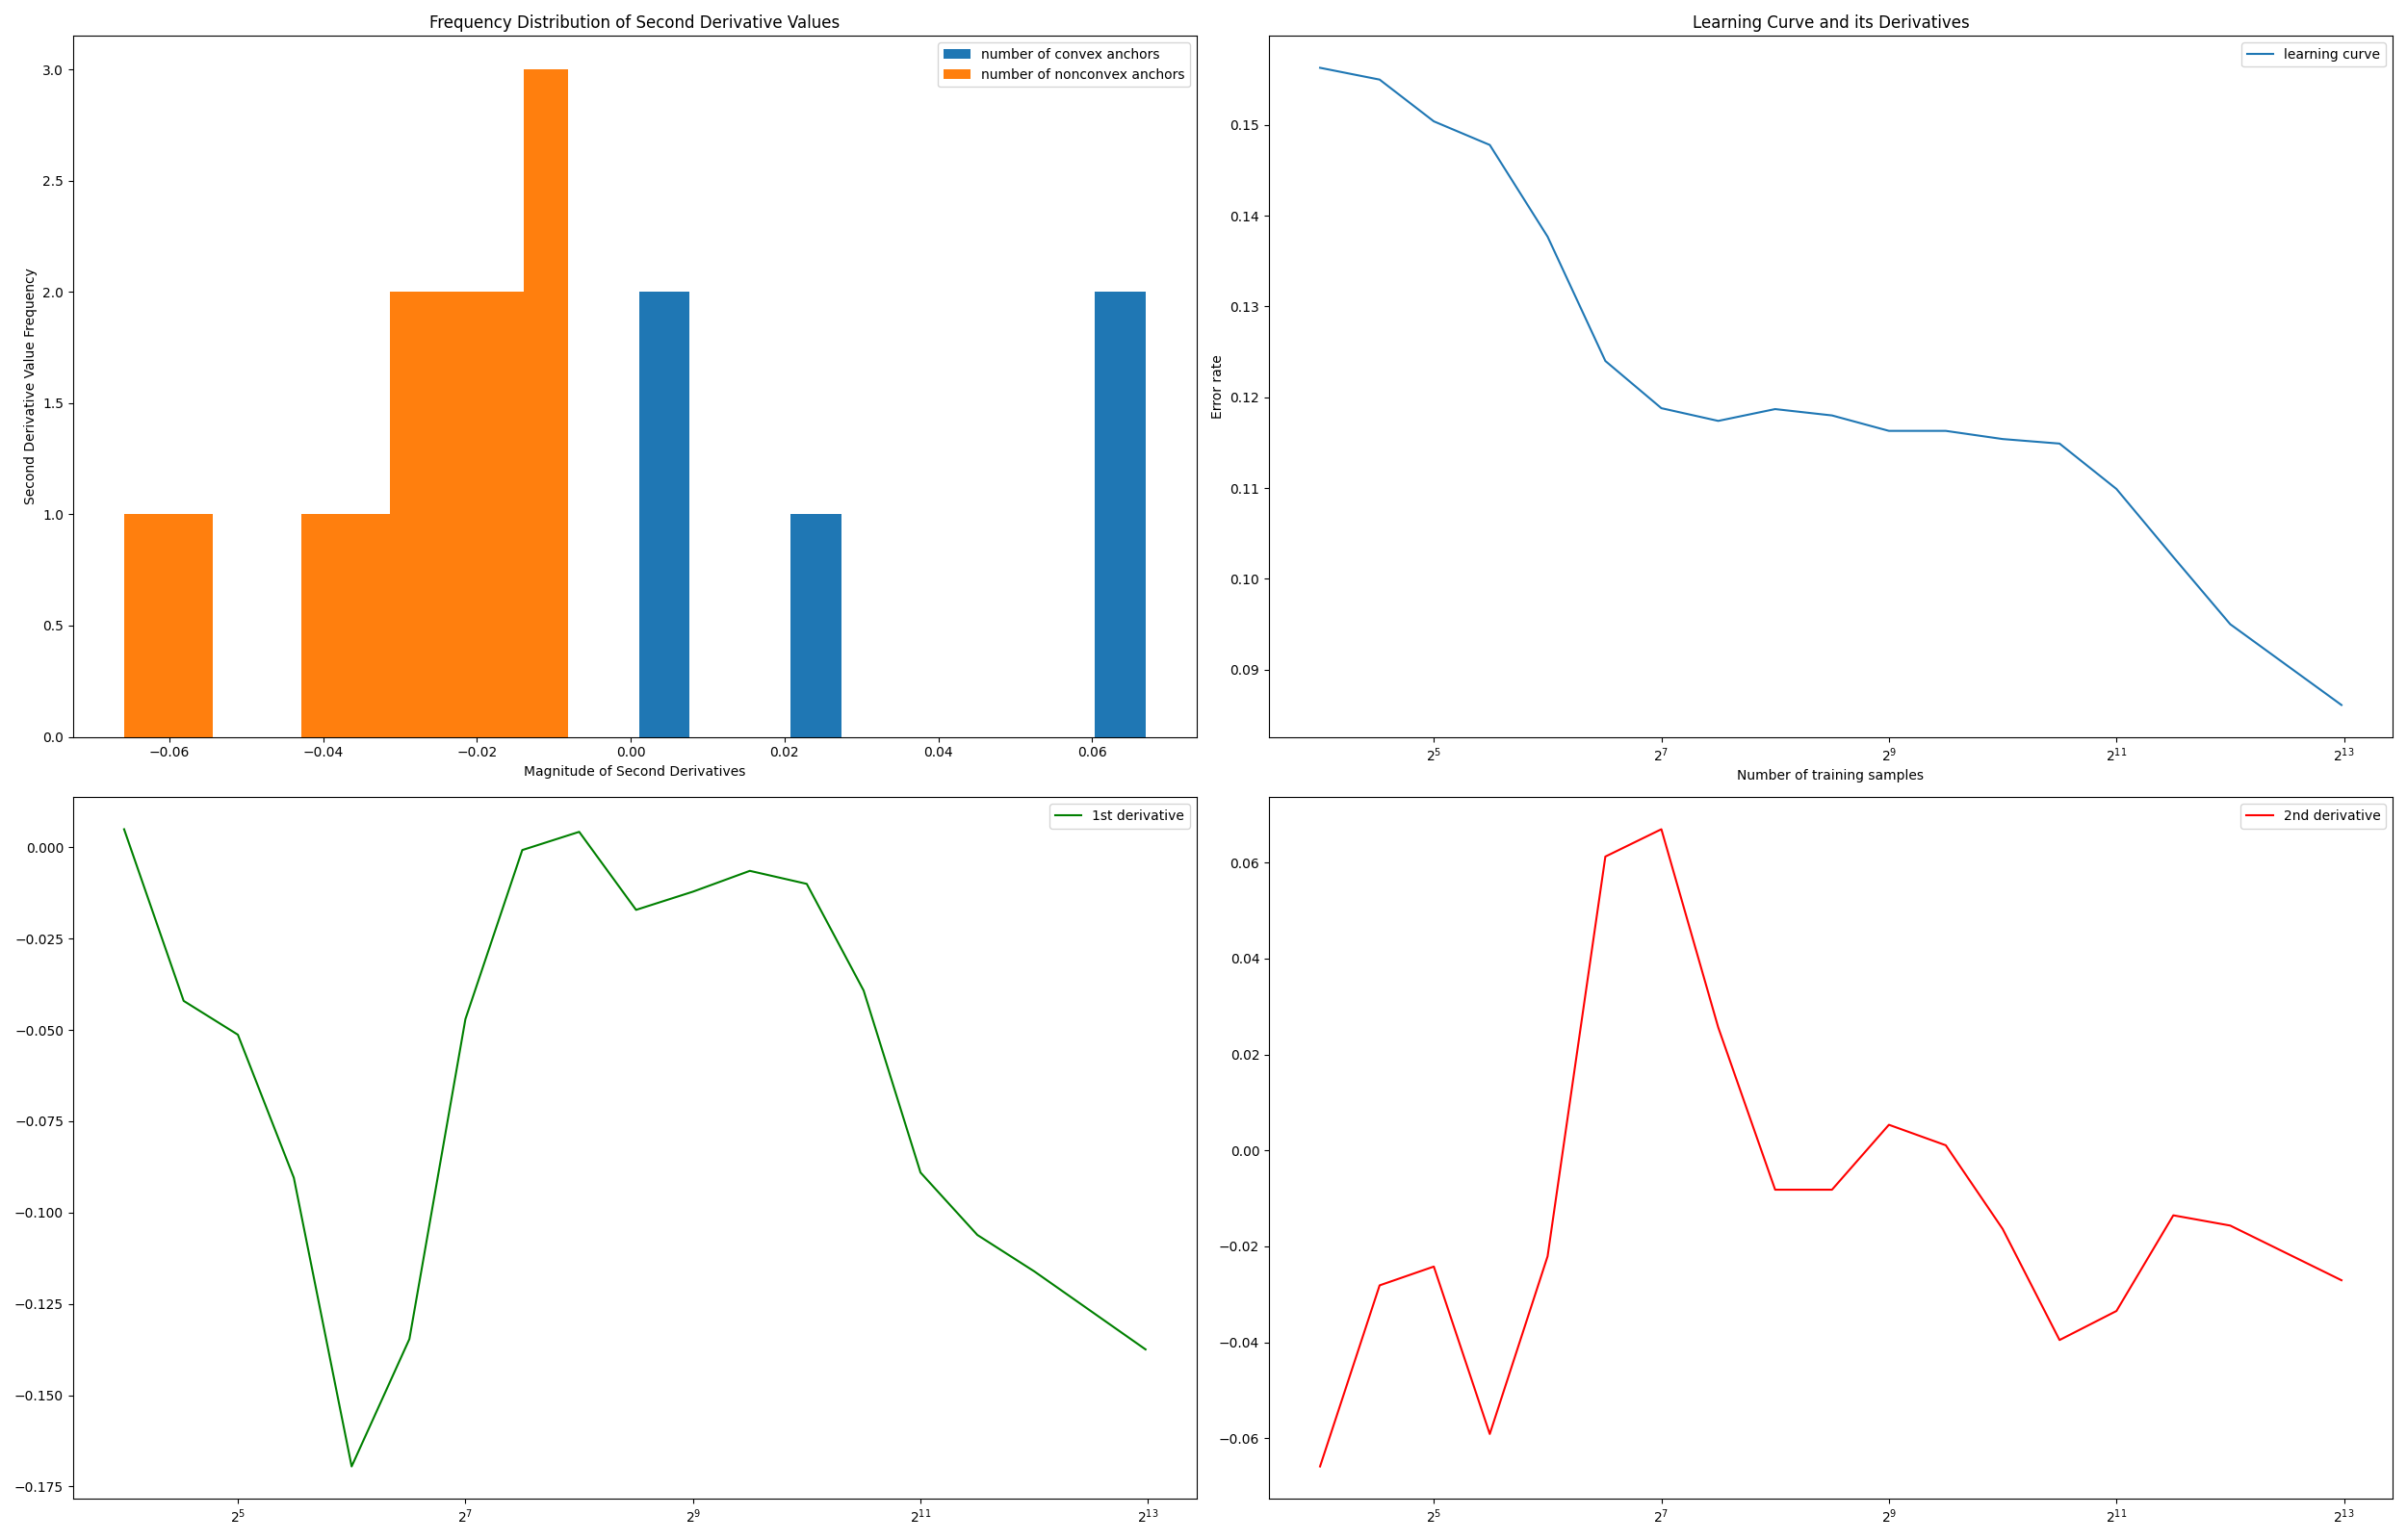 Frequency Distribution of Second Derivative Values
number of convex anchors
number of nonconvex anchors
3.0
2.5
2.0
1.5
1.0
0.5
0.0
Second Derivative Value Frequency
−0.06 −0.04 −0.02 0.00 0.02 0.04 0.06
Magnitude of Second Derivatives
Learning Curve and its Derivatives
learning curve
0.15
0.14
0.13
0.12
0.11
0.10
0.09
Error rate
2^5 2^7 2^9 2^11 2^13
Number of training samples
1st derivative
0.000
−0.025
−0.050
−0.075
−0.100
−0.125
−0.150
−0.175
2^5 2^7 2^9 2^11 2^13
2nd derivative
0.06
0.04
0.02
0.00
−0.02
−0.04
−0.06
2^5 2^7 2^9 2^11 2^13